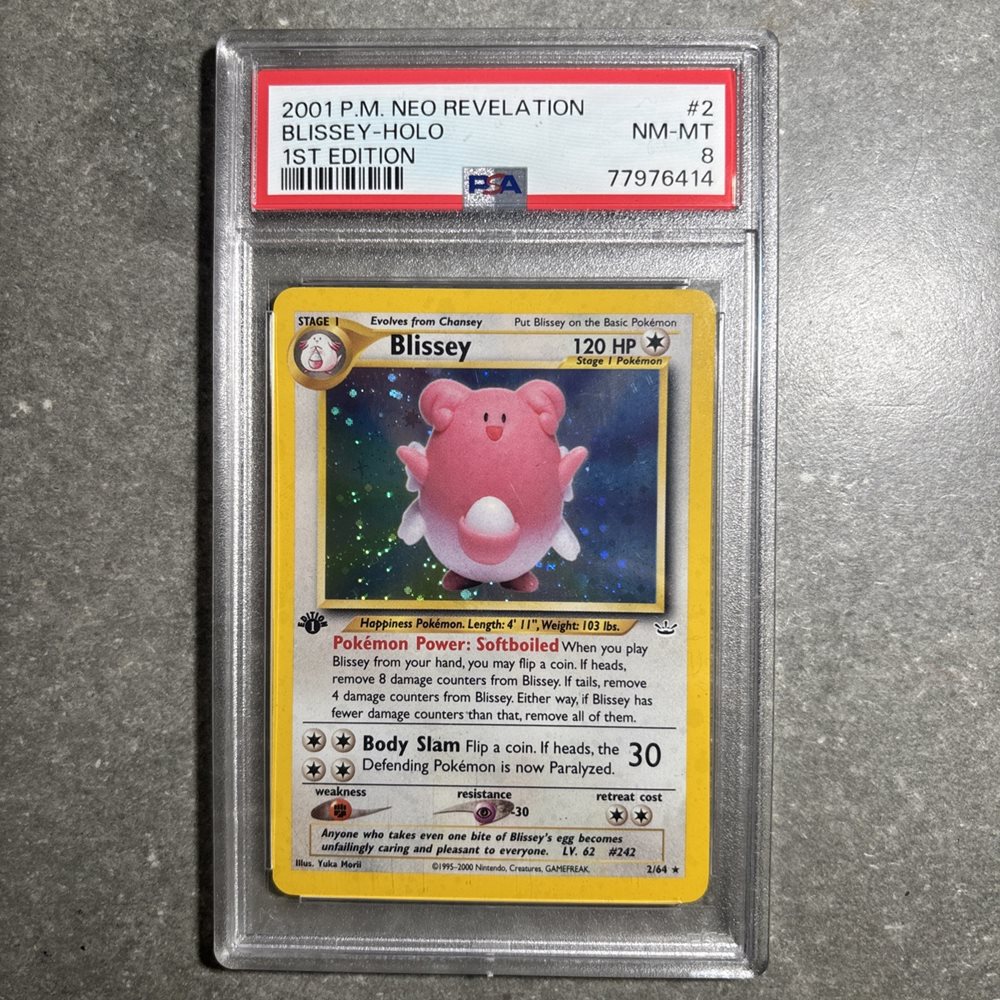 2001 P.M. NEO REVELATION #2
BLISSEY-HOLO NM-MT
1ST EDITION 8
PSA 77976414
STAGE 1 Evolves from Chansey Put Blissey on the Basic Pokémon
Blissey 120 HP
Stage 1 Pokémon
EDITION 1
Happiness Pokémon. Length: 4' 11", Weight: 103 lbs.
Pokémon Power: Softboiled When you play
Blissey from your hand, you may flip a coin. If heads,
remove 8 damage counters from Blissey. If tails, remove
4 damage counters from Blissey. Either way, if Blissey has
fewer damage counters than that, remove all of them.
Body Slam Flip a coin. If heads, the 30
Defending Pokémon is now Paralyzed.
weakness resistance retreat cost
-30
Anyone who takes even one bite of Blissey's egg becomes
unfailingly caring and pleasant to everyone. LV. 62 #242
Illus. Yuka Morii ©1995-2000 Nintendo, Creatures, GAMEFREAK. 2/64 ★